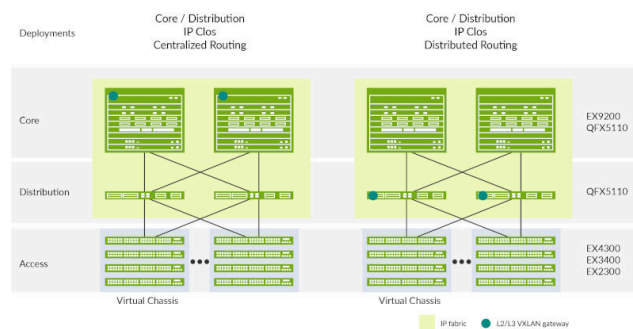 Deployments
Core / Distribution
IP Clos
Centralized Routing
Core / Distribution
IP Clos
Distributed Routing
Core
EX9200
QFX5110
Distribution
QFX5110
Access
EX4300
EX3400
EX2300
Virtual Chassis
Virtual Chassis
IP fabric
L2/L3 VXLAN gateway